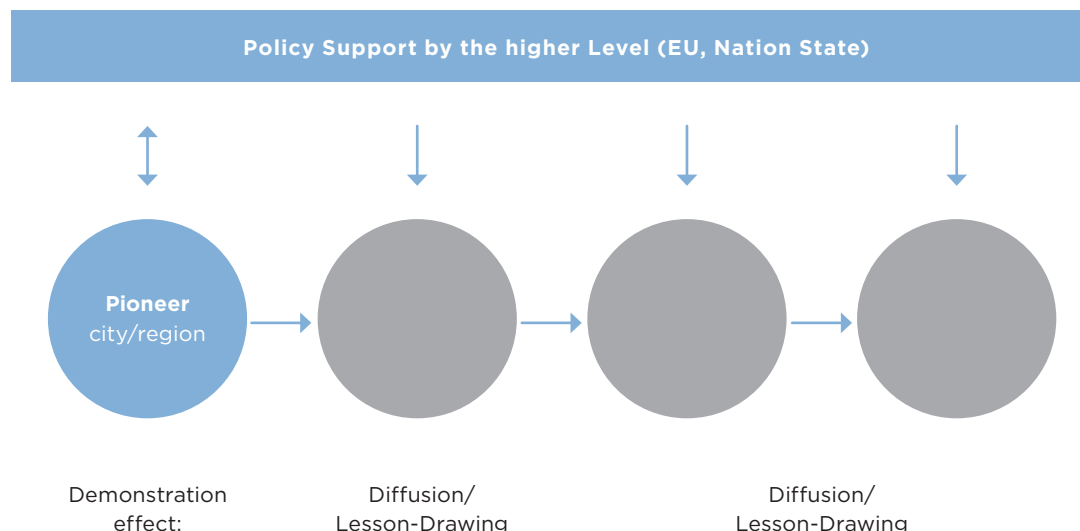 Policy Support by the higher Level (EU, Nation State)
Pioneer
city/region
Demonstration
effect:
Diffusion/
Lesson-Drawing
Diffusion/
Lesson-Drawing